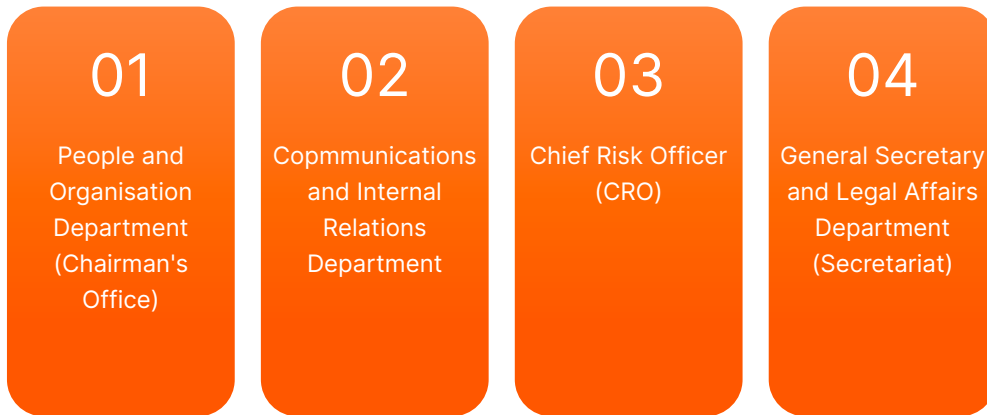 01
People and
Organisation
Department
(Chairman's
Office)
02
Copmmunications
and Internal
Relations
Department
03
Chief Risk Officer
(CRO)
04
General Secretary
and Legal Affairs
Department
(Secretariat)